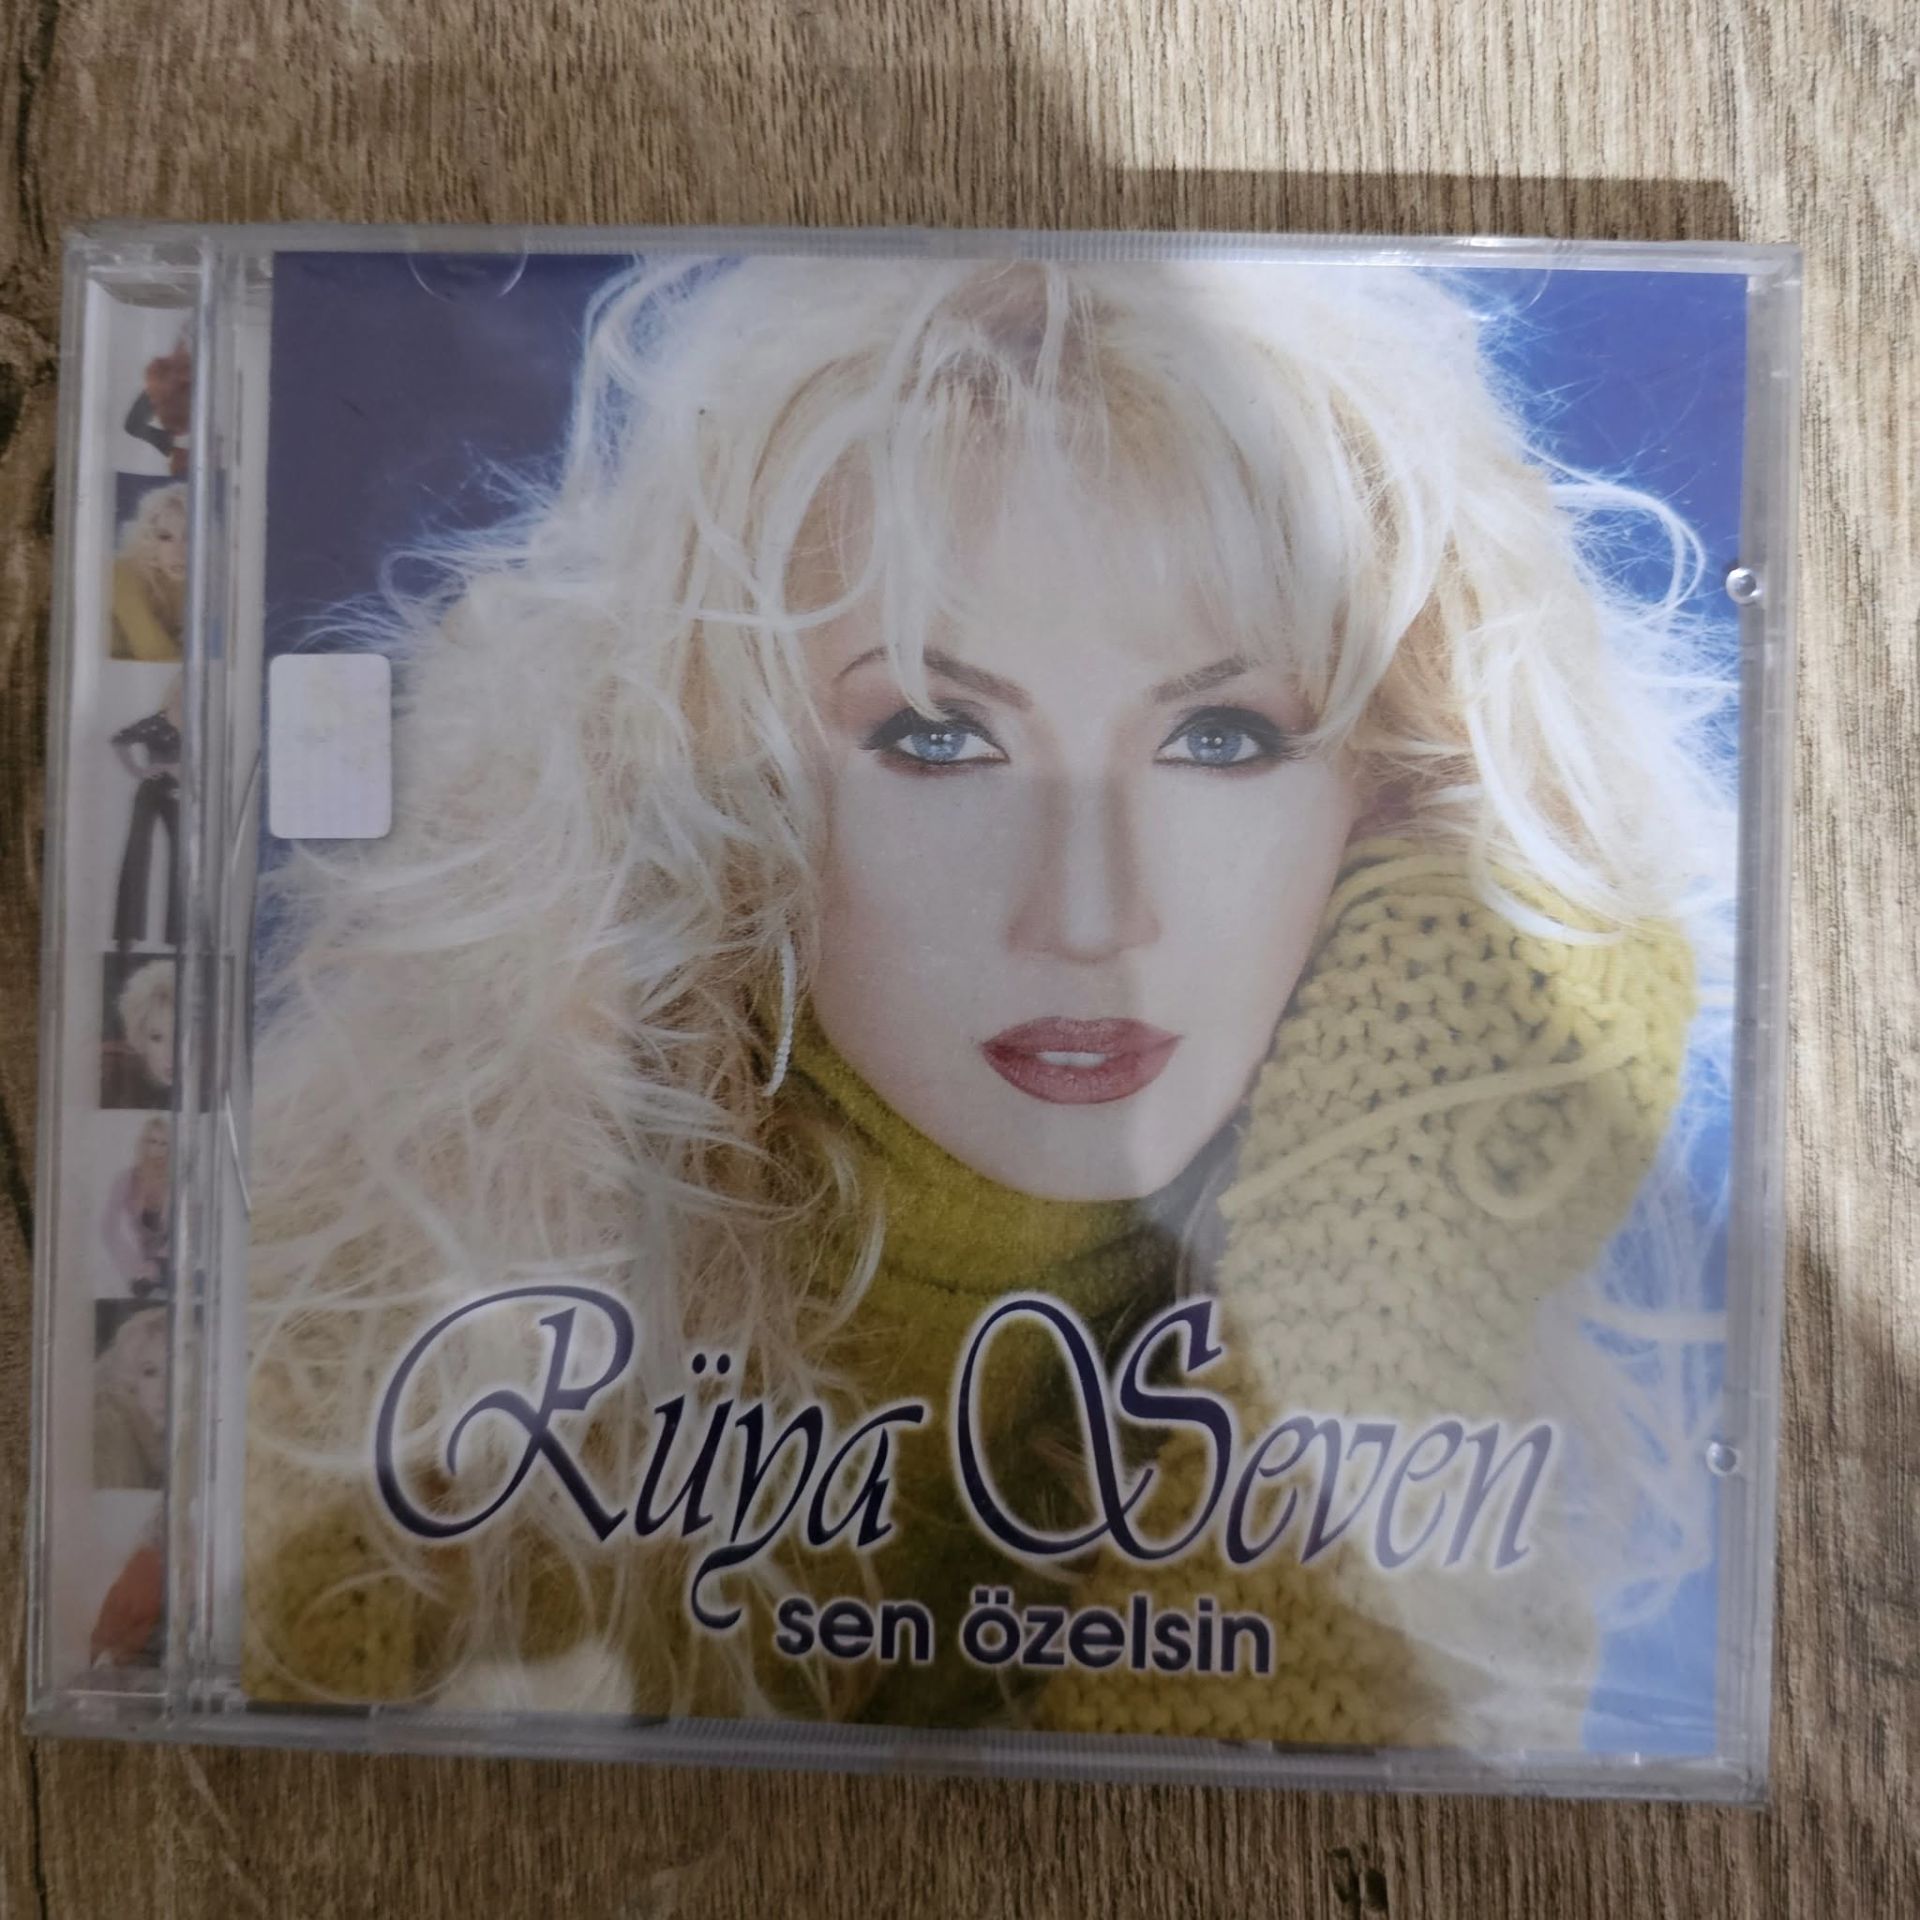 Rüya Seven
sen özelsin